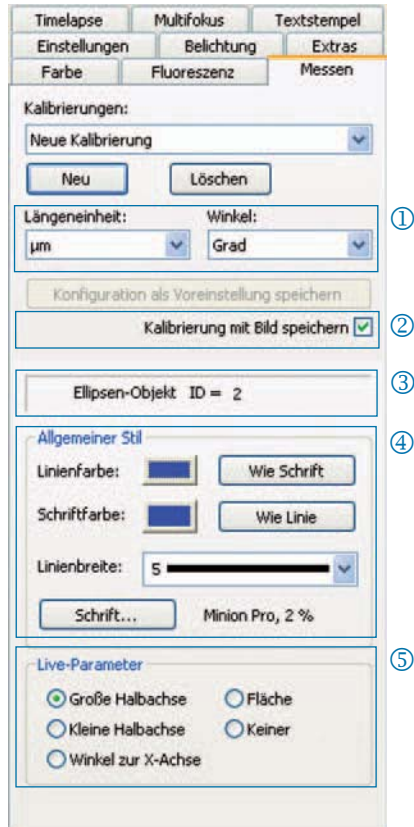 Timelapse Multifokus Textstempel
Einstellungen Belichtung Extras
Farbe Fluoreszenz Messen
Kalibrierungen:
Neue Kalibrierung
Neu Löschen
Längeneinheit: Winkel: ①
µm Grad
Konfiguration als Voreinstellung speichern
Kalibrierung mit Bild speichern ②
Ellipsen-Objekt ID = 2 ③
Allgemeiner Stil ④
Linienfarbe: Wie Schrift
Schriftfarbe: Wie Linie
Linienbreite: 5
Schrift... Minion Pro, 2 %
Live-Parameter ⑤
Große Halbachse Fläche
Kleine Halbachse Keiner
Winkel zur X-Achse